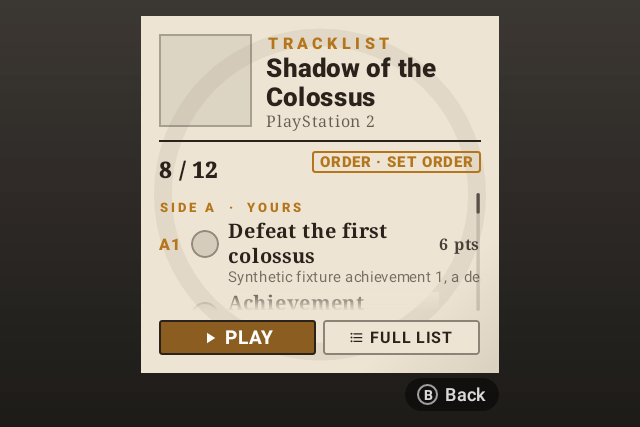 TRACKLIST
Shadow of the
Colossus
PlayStation 2
8 / 12
ORDER · SET ORDER
SIDE A · YOURS
Defeat the first
A1
6 pts
colossus
Synthetic fixture achievement 1, a de
Achievement
PLAY
FULL LIST
B Back